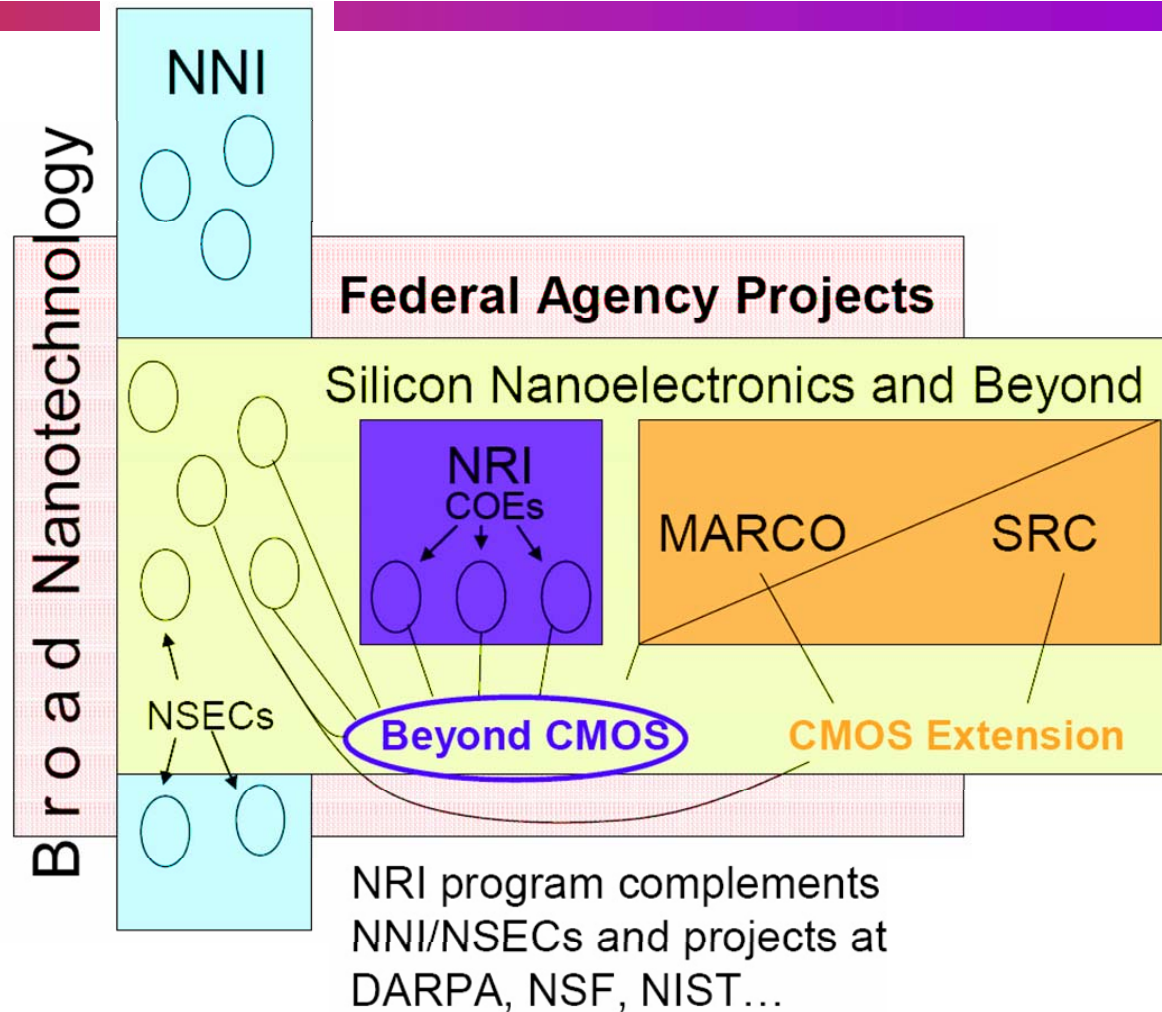 NNI
Broad Nanotechnology
Federal Agency Projects
Silicon Nanoelectronics and Beyond
NRI
COEs
MARCO
SRC
NSECs
Beyond CMOS
CMOS Extension
NRI program complements
NNI/NSECs and projects at
DARPA, NSF, NIST…